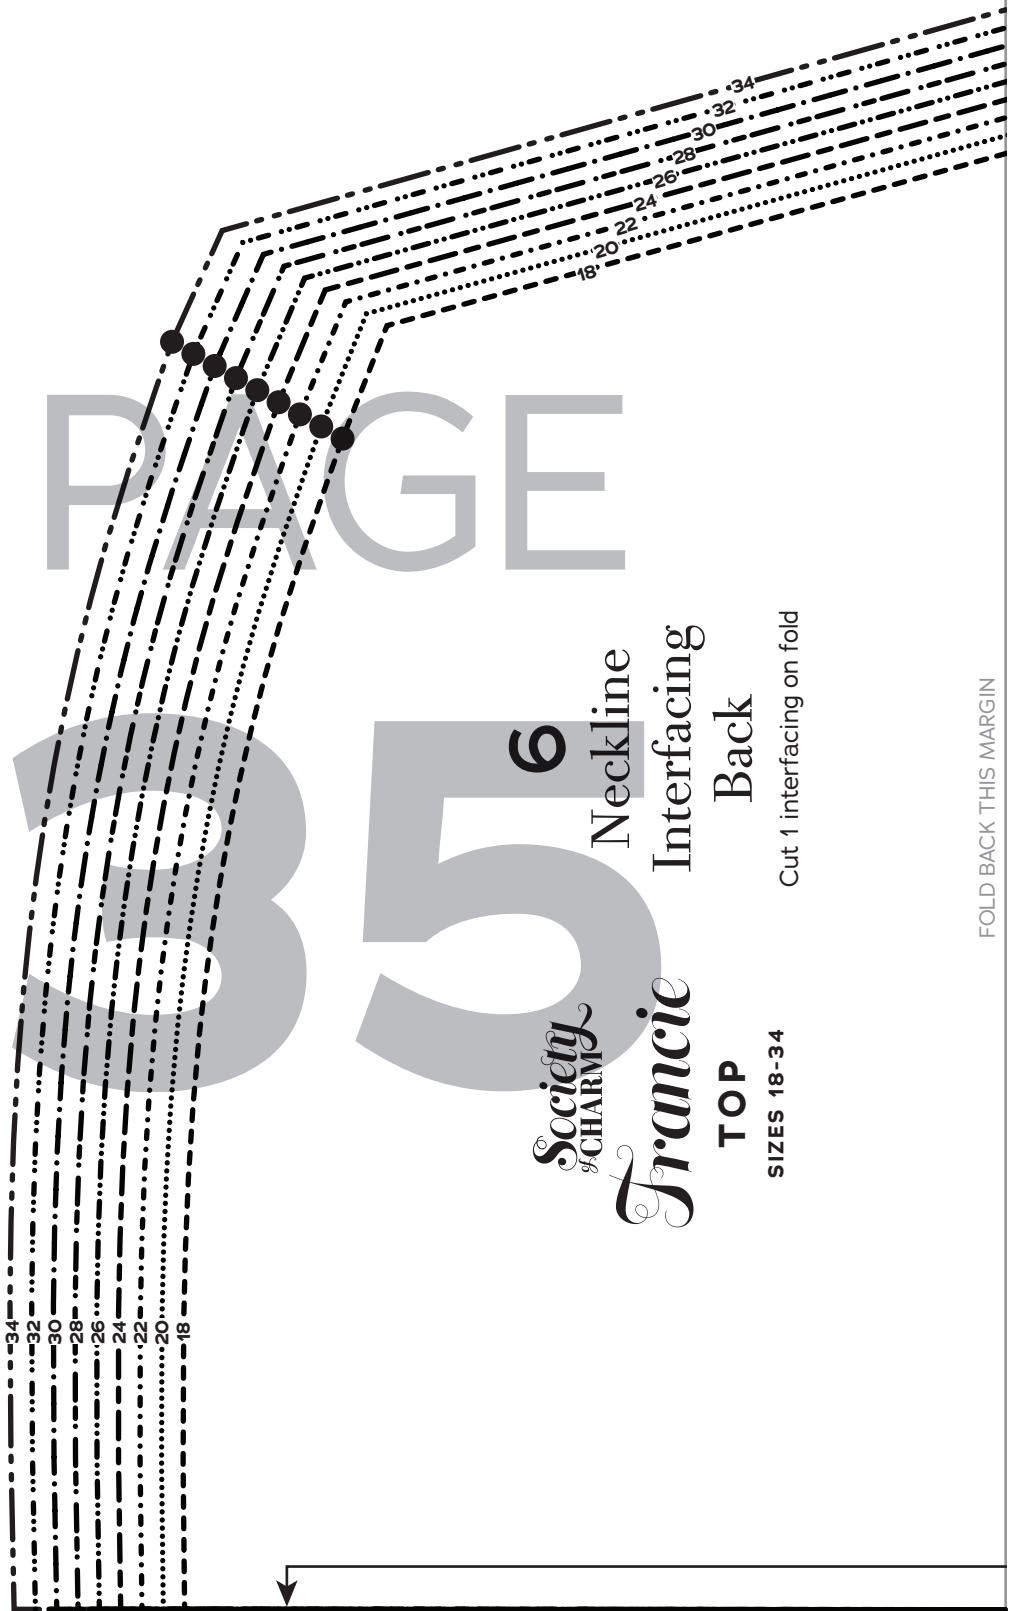 34
32
30
28
26
24
22
20
18
PAGE
35
6
Neckline
Interfacing
Back
Cut 1 interfacing on fold
FOLD BACK THIS MARGIN
Society
of CHARM
Francie
TOP
SIZES 18-34
34
32
30
28
26
24
22
20
18